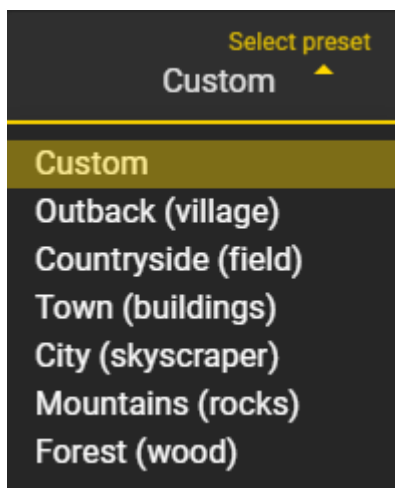 Select preset
Custom
Custom
Outback (village)
Countryside (field)
Town (buildings)
City (skyscraper)
Mountains (rocks)
Forest (wood)